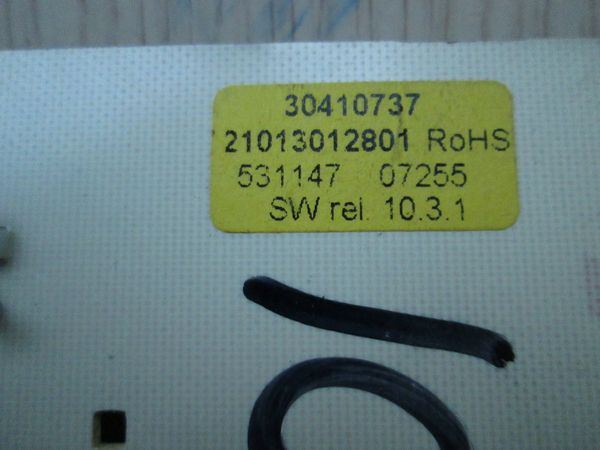 30410737
21013012801 RoHS
531147 07255
SW rel. 10.3.1